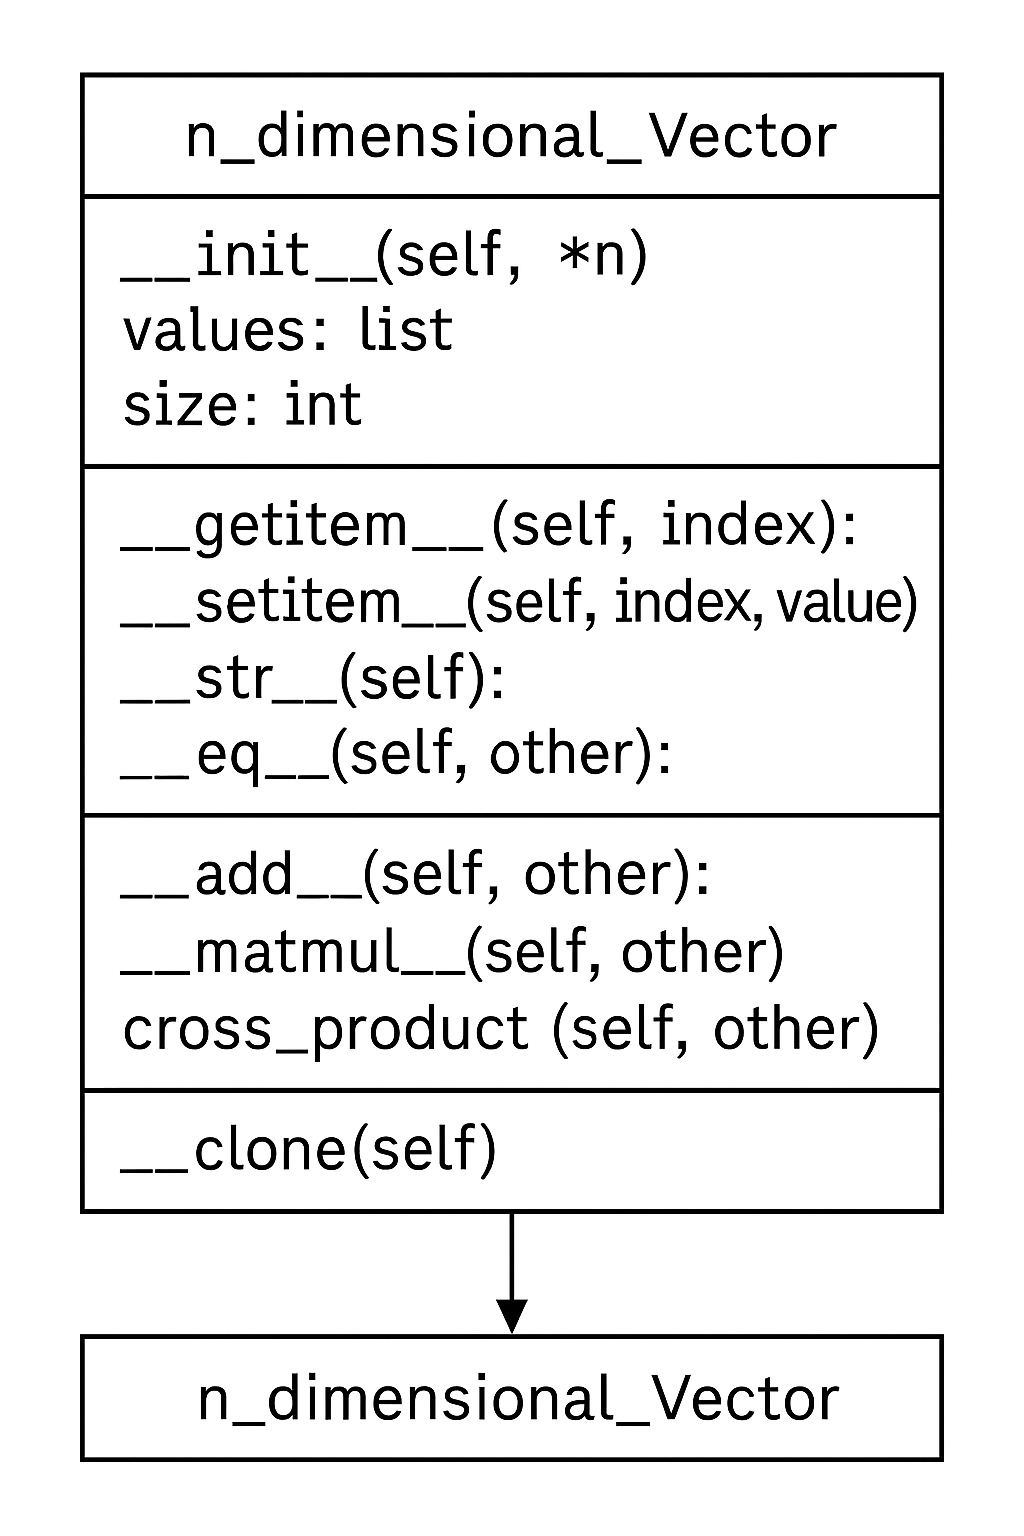 n_dimensional_Vector
__init__(self, *n)
values: list
size: int
__getitem__(self, index):
__setitem__(self, index, value)
__str__(self):
__eq__(self, other):
__add__(self, other):
__matmul__(self, other)
cross_product (self, other)
__clone(self)
n_dimensional_Vector